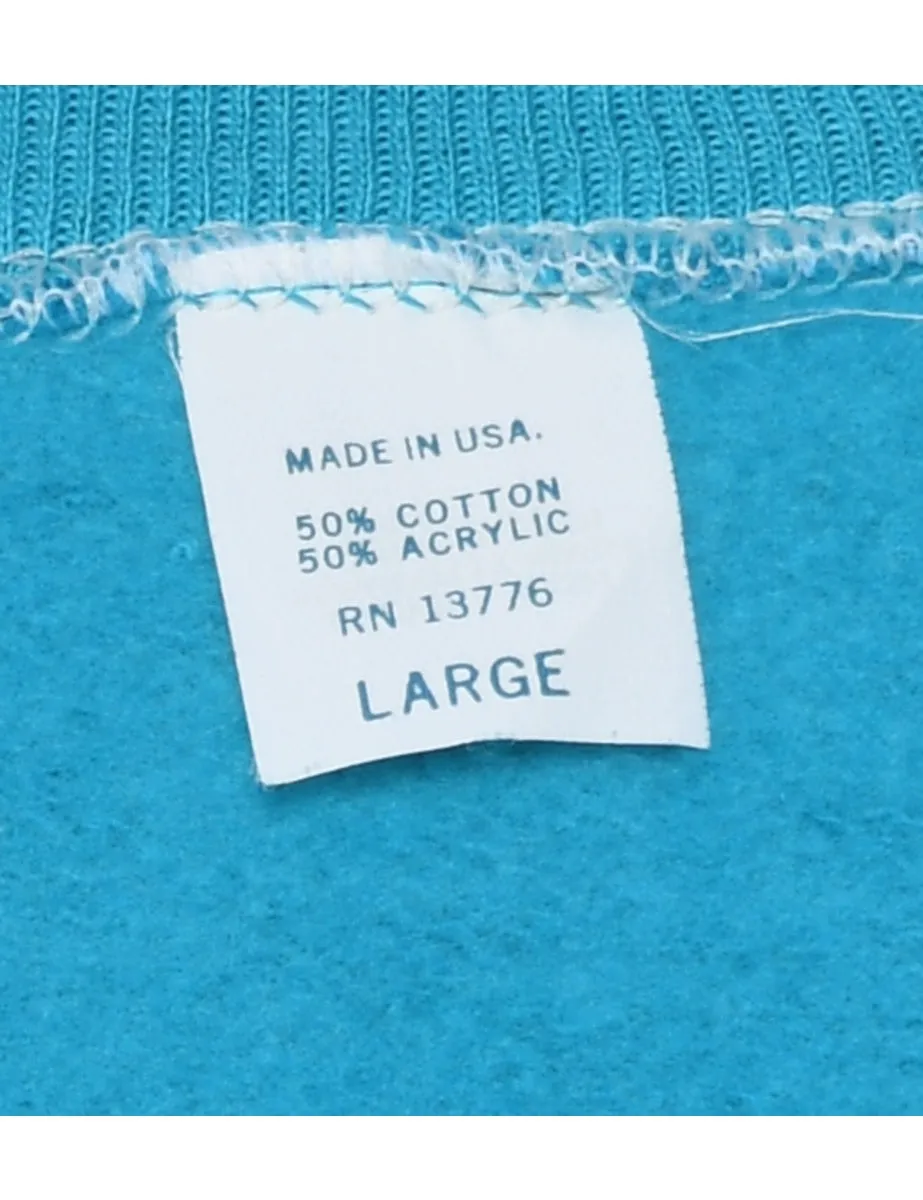 MADE IN USA.
50% COTTON
50% ACRYLIC
RN 13776
LARGE